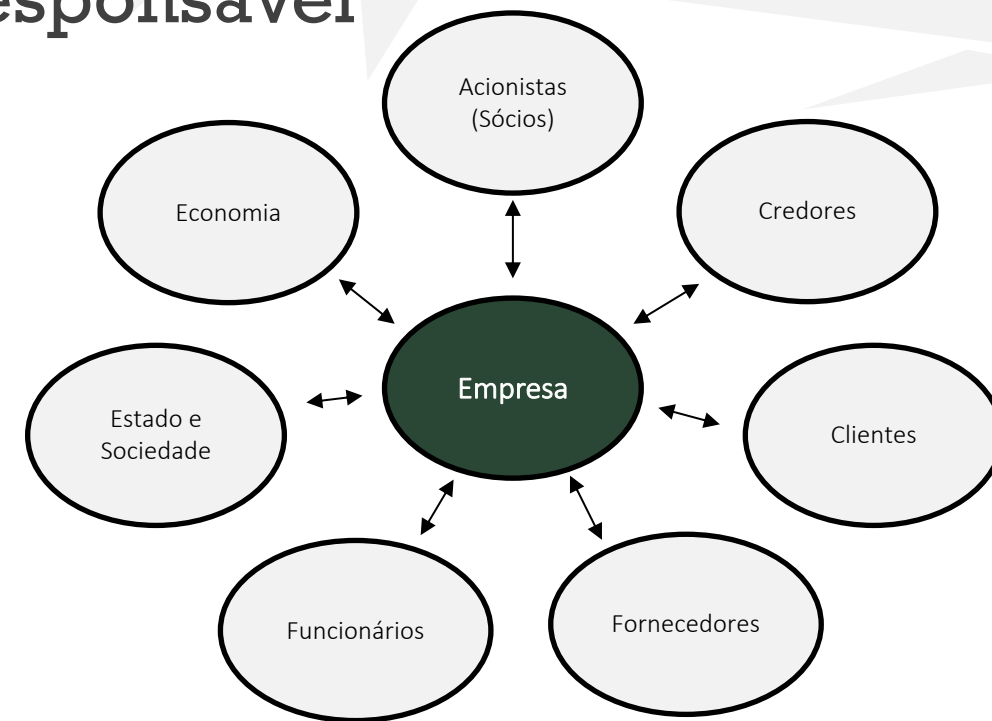 esponsável
Acionistas
(Sócios)
Economia
Credores
Empresa
Estado e
Sociedade
Clientes
Funcionários
Fornecedores